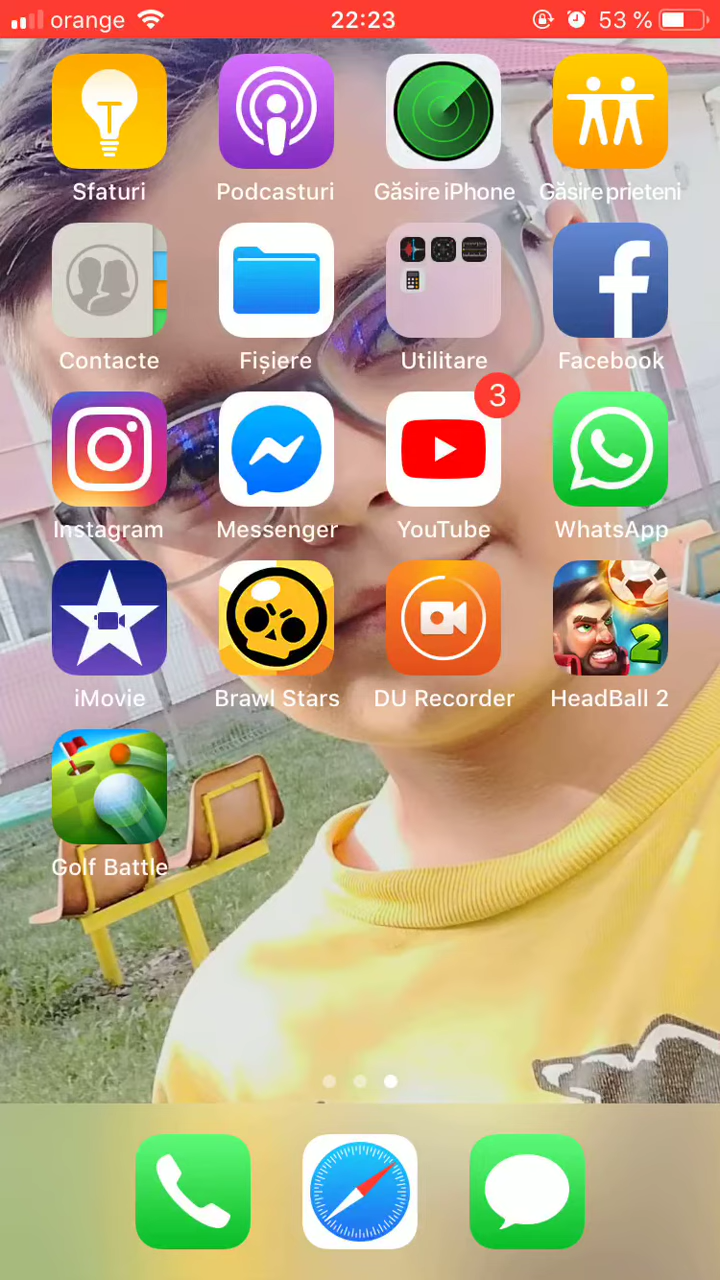 orange 22:23 53 %
Sfaturi Podcasturi Găsire iPhone Găsire prieteni
Contacte Fișiere Utilitare Facebook
3
Instagram Messenger YouTube WhatsApp
2
iMovie Brawl Stars DU Recorder HeadBall 2
Golf Battle